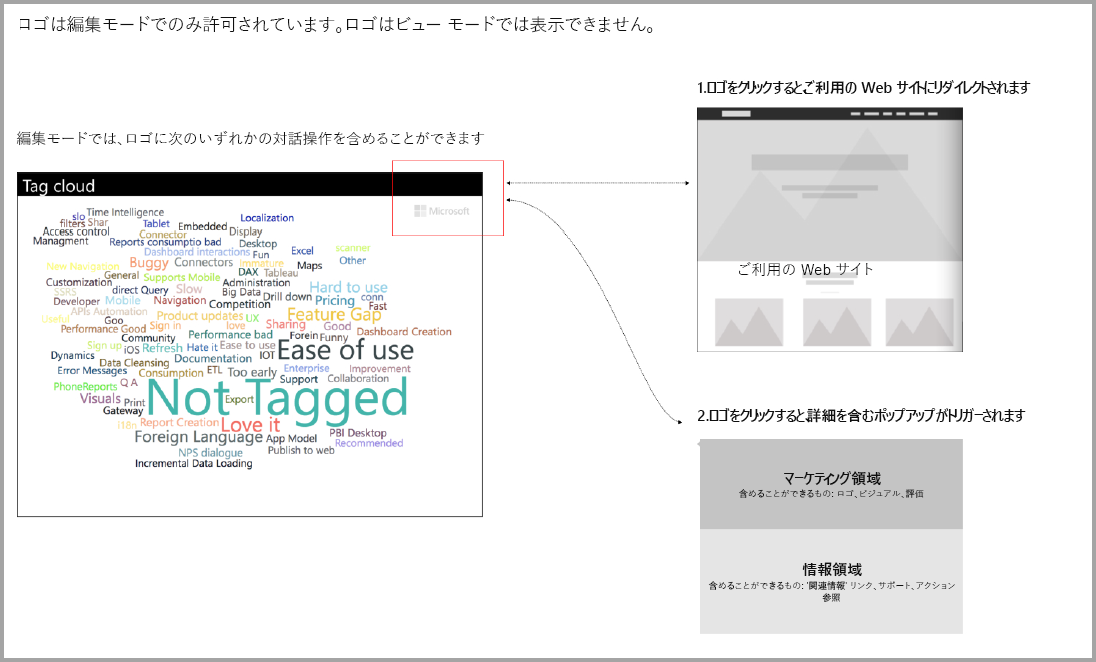 ロゴは編集モードでのみ許可されています。ロゴはビュー モードでは表示できません。
1.ロゴをクリックするとご利用の Web サイトにリダイレクトされます
編集モードでは、ロゴに次のいずれかの対話操作を含めることができます
Tag cloud
Microsoft
slo Time Intelligence
filters Shar Tablet Embedded Localization
Access control Connector Display
Managment Reports consumptio bad Desktop
Dashboard interactions Fun Excel scanner
New Navigation Buggy Connectors Immature Maps Other
General Supports Mobile DAX Tableau
Customization direct Query Administration Hard to use
SSRS Slow Big Data Drill down Pricing conn
Developer Mobile Navigation Competition Fast
APIs Automation Product updates UX Feature Gap
Useful Goo Sign in love Sharing Good
Performance Good Community Performance bad Forein Funny Dashboard Creation
Sign up iOS Refresh Hate it Ease to use Ease of use
Dynamics Data Cleansing Documentation IOT
Error Messages Consumption ETL Too early Enterprise Improvement
PhoneReports Q A Support Collaboration
Visuals Print Not Tagged Export
Gateway
i18n Report Creation Love it
Foreign Language App Model PBI Desktop
NPS dialogue Publish to web Recommended
Incremental Data Loading
ご利用の Web サイト
2.ロゴをクリックすると、詳細を含むポップアップがトリガーされます
マーケティング領域
含めることができるもの: ロゴ、ビジュアル、評価
情報領域
含めることができるもの: '関連情報' リンク、サポート、アクション
参照